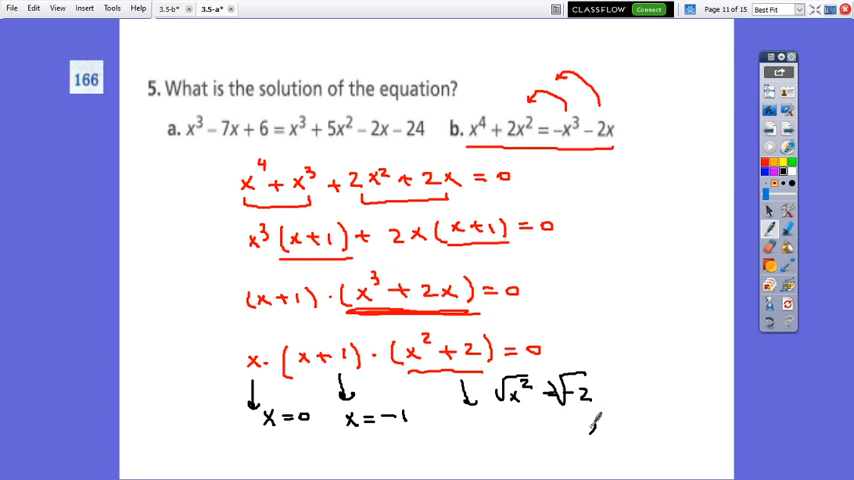 File Edit View Insert Tools Help 3.5-b* 3.5-a* CLASSFLOW Connect Page 11 of 15 Best Fit
166
5. What is the solution of the equation?
a. x³ – 7x + 6 = x³ + 5x² – 2x – 24 b. x⁴ + 2x² = –x³ – 2x
x⁴ + x³ + 2x² + 2x = 0
x³ (x+1) + 2x (x+1) = 0
(x+1) · (x³ + 2x) = 0
x · (x+1) · (x² + 2) = 0
√x² = √-2
x = 0 x = -1